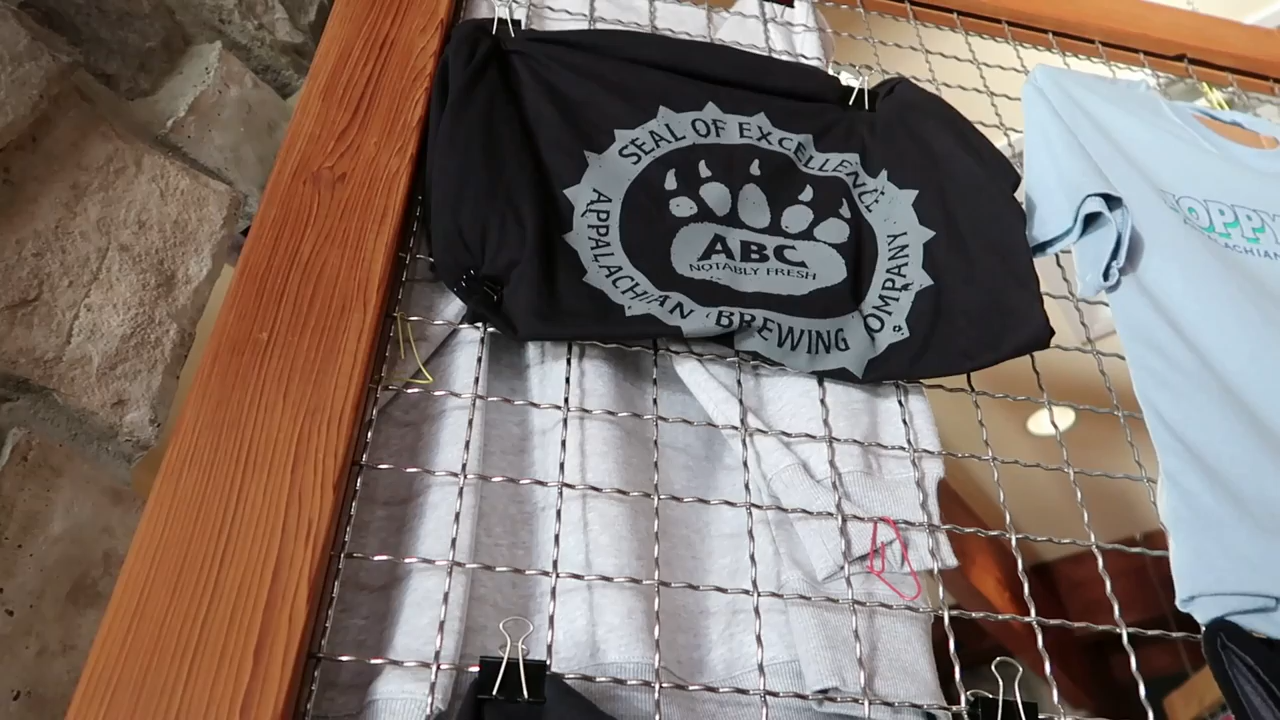 SEAL OF EXCELLENCE
ABC
NOTABLY FRESH
APPALACHIAN BREWING COMPANY